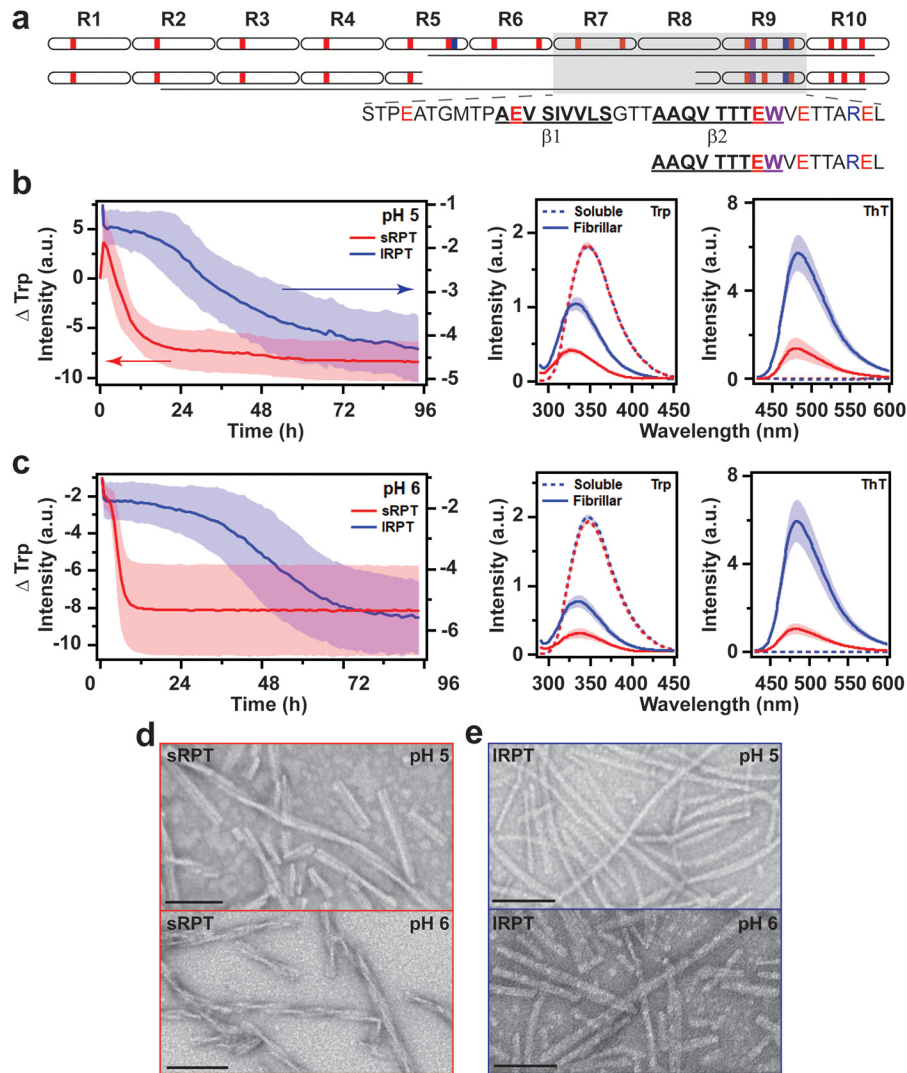 a
R1 R2 R3 R4 R5 R6 R7 R8 R9 R10
STPEATGMTPAEV SIVVLSGTTAAQV TTTEWVETTAREL
β1 β2
AAQV TTTEWVETTAREL
b
Δ Trp
Intensity (a.u.)
5
0
-5
-10
pH 5
sRPT
lRPT
-1
-2
-3
-4
-5
0 24 48 72 96
Time (h)
Intensity (a.u.)
2
1
0
Soluble Trp
Fibrillar
300 350 400 450
Intensity (a.u.)
8
4
0
ThT
450 500 550 600
Wavelength (nm)
c
Δ Trp
Intensity (a.u.)
-2
-4
-6
-8
-10
pH 6
sRPT
lRPT
-2
-4
-6
0 24 48 72 96
Time (h)
Intensity (a.u.)
2
1
0
Soluble Trp
Fibrillar
300 350 400 450
Intensity (a.u.)
8
4
0
ThT
450 500 550 600
Wavelength (nm)
d
sRPT pH 5
sRPT pH 6
e
lRPT pH 5
lRPT pH 6